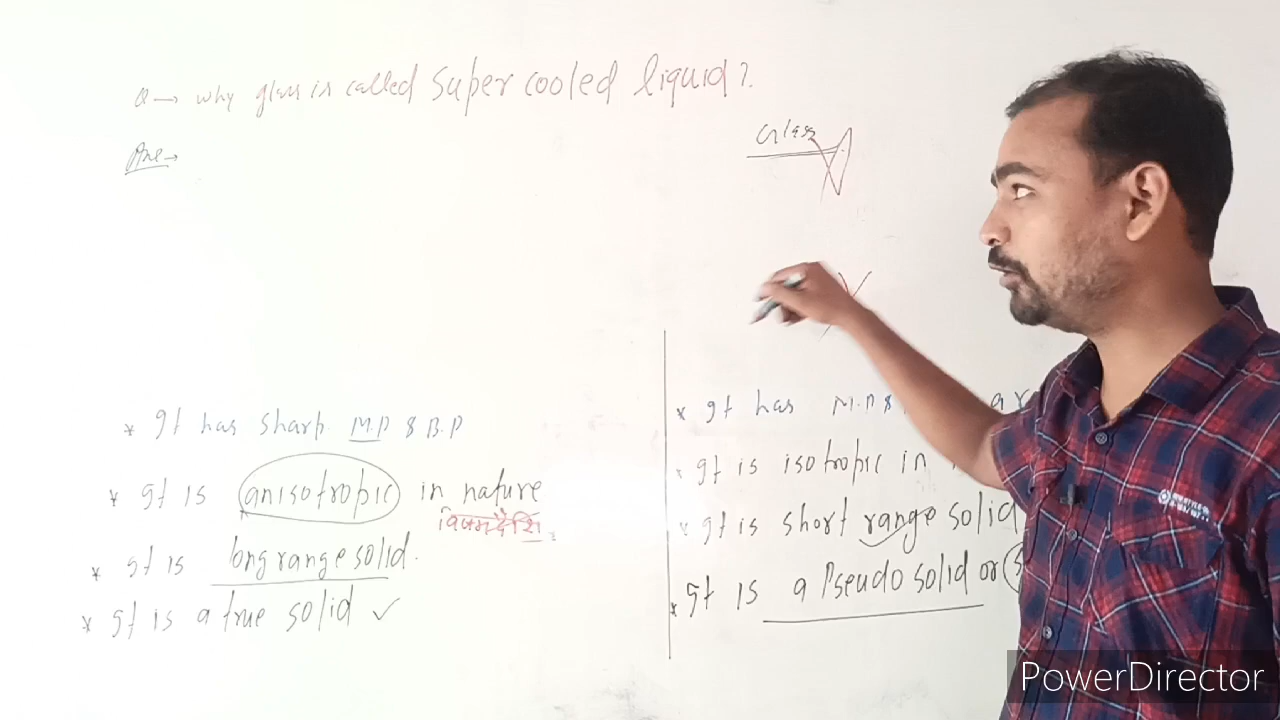 Q→ why glass is called super cooled liquid?
Ans→
Glass
* It has sharp M.P & B.P
* It is anisotropic in nature
विषमदैशिक
* It is long range solid.
* It is a true solid ✓
* It has M.P &
* It is isotropic in
* It is short range solid
* It is a Pseudo solid or
PowerDirector